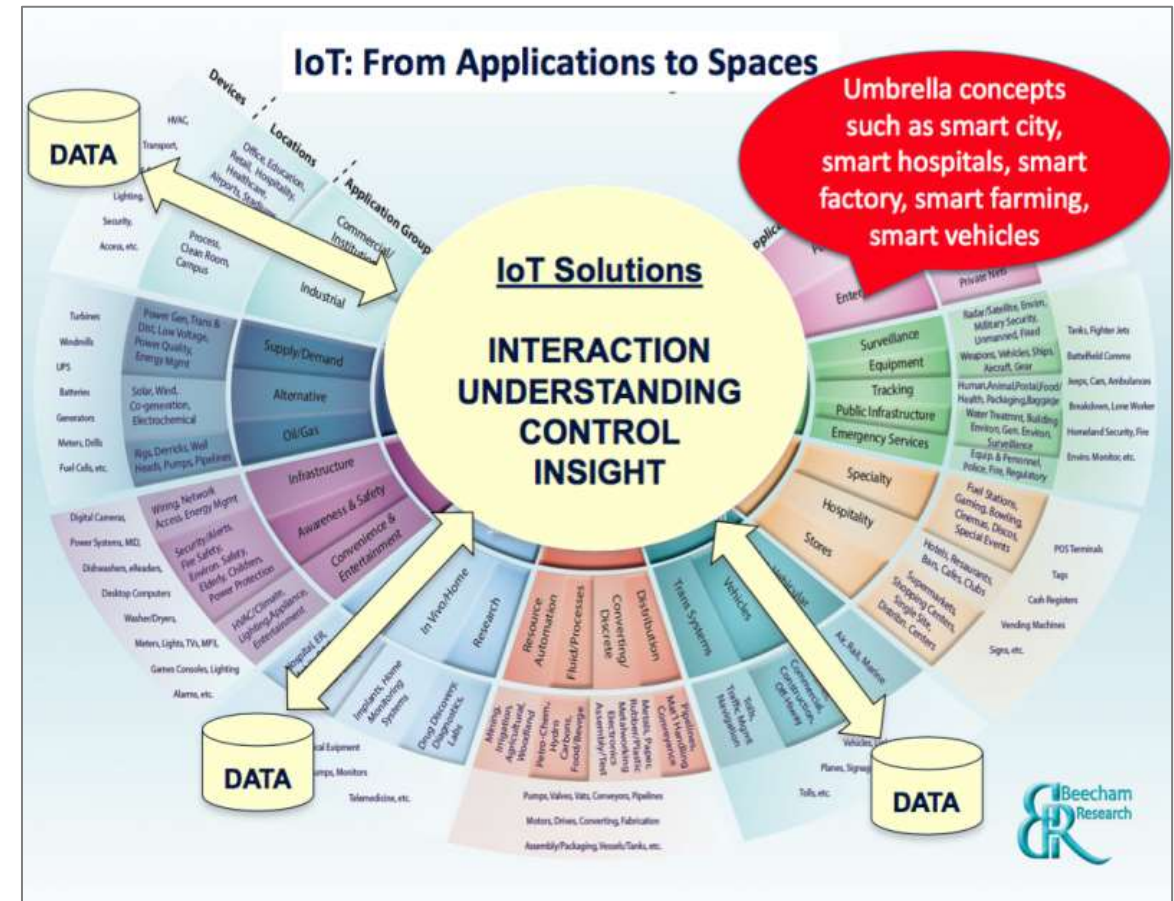 IoT: From Applications to Spaces
Umbrella concepts
such as smart city,
smart hospitals, smart
factory, smart farming,
smart vehicles
Devices
Locations
Application Group
DATA
HVAC,
Transport,
Lighting,
Security,
Access, etc.
Office, Education,
Retail, Hospitality,
Healthcare,
Airports,
Process,
Clean Room,
Campus
Commercial/
Industrial
IoT Solutions
INTERACTION
UNDERSTANDING
CONTROL
INSIGHT
Turbines
Windmills
UPS
Batteries
Generators
Meters, Drills
Fuel Cells, etc.
Power Gen, Trans &
Dist, Low Voltage,
Power Quality,
Energy Mgmt
Solar, Wind,
Co-generation,
Electrochemical
Rigs, Derricks, Well
Heads, Pumps, Pipelines
Supply/Demand
Alternative
Oil/Gas
Digital Cameras,
Power Systems, MID,
Dishwashers, eReaders,
Desktop Computers
Washer/Dryers,
Meters, Lights, TVs, MP3,
Games Consoles, Lighting
Alarms, etc.
Wiring, Network
Access, Energy Mgmt
Security/Alerts,
Fire Safety,
Environ. Safety,
Elderly, Children,
Power Protection
HVAC/Climate,
Lighting, Appliance,
Entertainment
Infrastructure
Awareness & Safety
Convenience &
Entertainment
Hospital, ER,
Implants, Home
Monitoring
Systems
Drug Discovery,
Diagnostics,
Labs
In Vivo/Home
Research
Monitors
Telemedicine, etc.
DATA
Resource
Automation
Fluid/Processes
Converting/
Discrete
Distribution
Mining,
Irrigation,
Agricultural,
Woodland
Petro-Chem,
Hydro
Carbons,
Food/Bevrge
Metals, Paper,
Rubber/Plastic
Metalworking
Electronics
Assembly/Test
Pipelines,
Mat'l Handling
Conveyance
Pumps, Valves, Vats, Conveyors, Pipelines
Motors, Drives, Converting, Fabrication
Assembly/Packaging, Vessels/Tanks, etc.
Trans Systems
Vehicles
Vehicular
Tolls,
Traffic Mgmt
Navigation
Commercial,
Construction,
Off-Hiway
Air, Rail, Marine
Vehicles,
Planes,
Tolls, etc.
DATA
Specialty
Hospitality
Stores
Fuel Stations,
Gaming, Bowling,
Cinemas, Discos,
Special Events
Hotels, Restaurants,
Bars, Cafes, Clubs
Supermarkets,
Shopping Centers,
Single Site,
Distribn. Centers
POS Terminals
Tags
Cash Registers
Vending Machines
Signs, etc.
Surveillance
Equipment
Tracking
Public Infrastructure
Emergency Services
Radar/Satellite, Environ,
Military Security,
Unmanned, Fixed
Weapons, Vehicles, Ships
Aircraft, Gear
Human, Animal, Postal, Food/
Health, Packaging, Baggage
Water Treatmnt, Building
Environ, Gen. Environ,
Surveillance
Equip. & Personnel,
Police, Fire, Regulatory
Tanks, Fighter Jets
Battlefield Comms
Jeeps, Cars, Ambulances
Breakdown, Lone Worker
Homeland Security, Fire
Enviro. Monitor, etc.
Beecham
Research